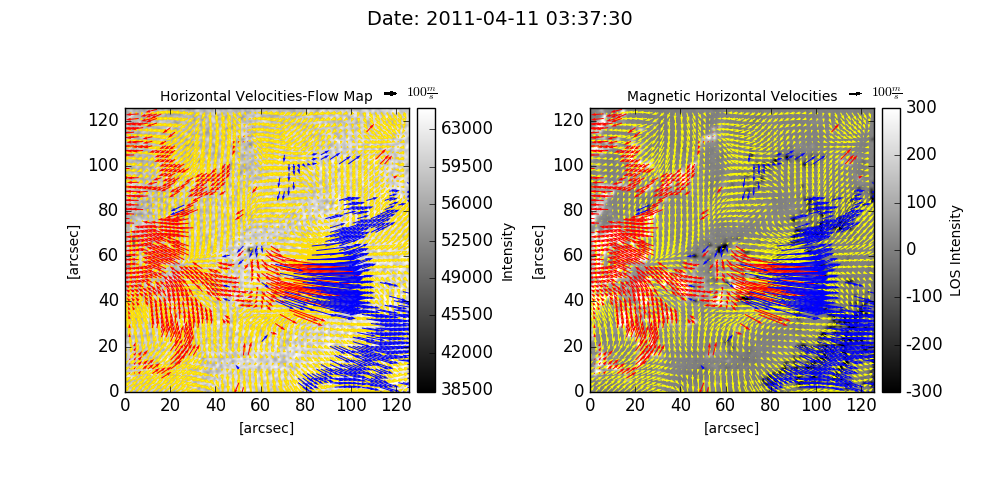 Date: 2011-04-11 03:37:30
Horizontal Velocities-Flow Map
100 m/s
Magnetic Horizontal Velocities
100 m/s
120
100
80
60
40
20
0
0 20 40 60 80 100 120
[arcsec]
[arcsec]
63000
59500
56000
52500
49000
45500
42000
38500
Intensity
120
100
80
60
40
20
0
0 20 40 60 80 100 120
[arcsec]
[arcsec]
300
200
100
0
-100
-200
-300
LOS Intensity